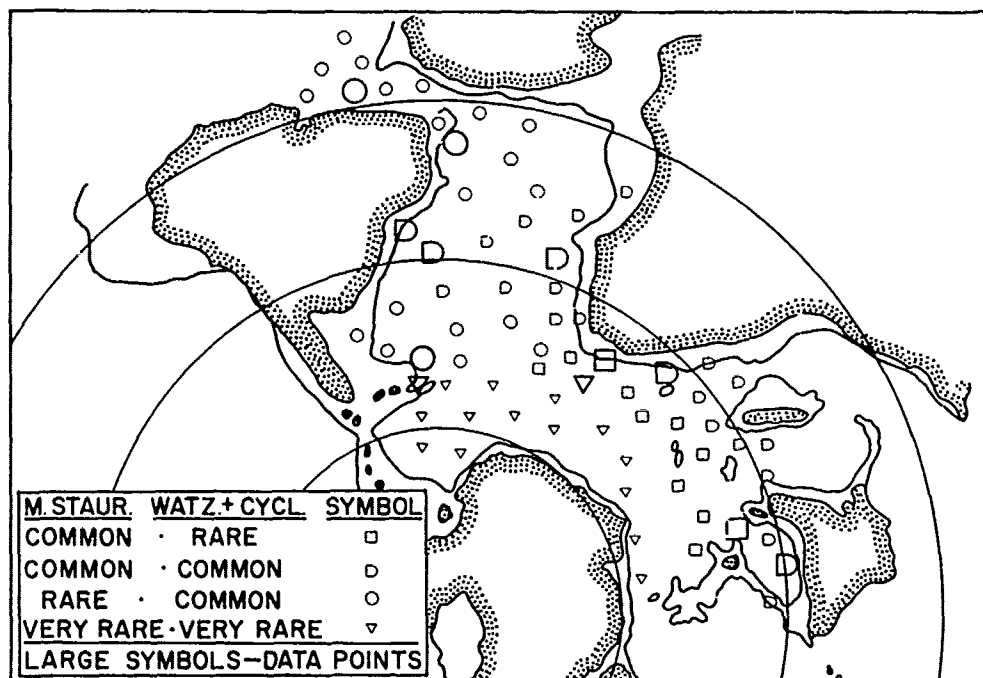 M. STAUR. WATZ.+ CYCL. SYMBOL
COMMON · RARE □
COMMON · COMMON D
RARE · COMMON ○
VERY RARE · VERY RARE ▽
LARGE SYMBOLS—DATA POINTS